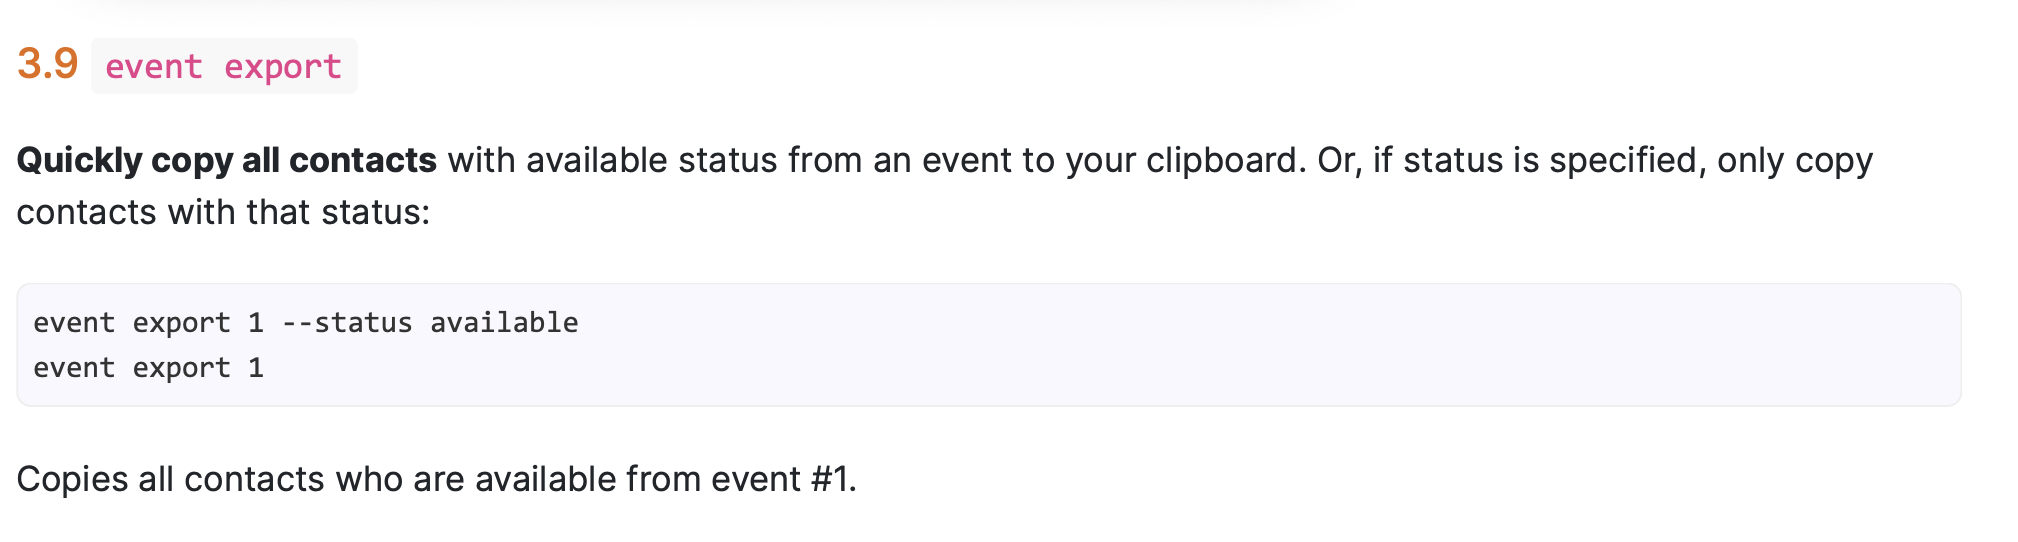 3.9 event export
Quickly copy all contacts with available status from an event to your clipboard. Or, if status is specified, only copy
contacts with that status:
event export 1 --status available
event export 1
Copies all contacts who are available from event #1.